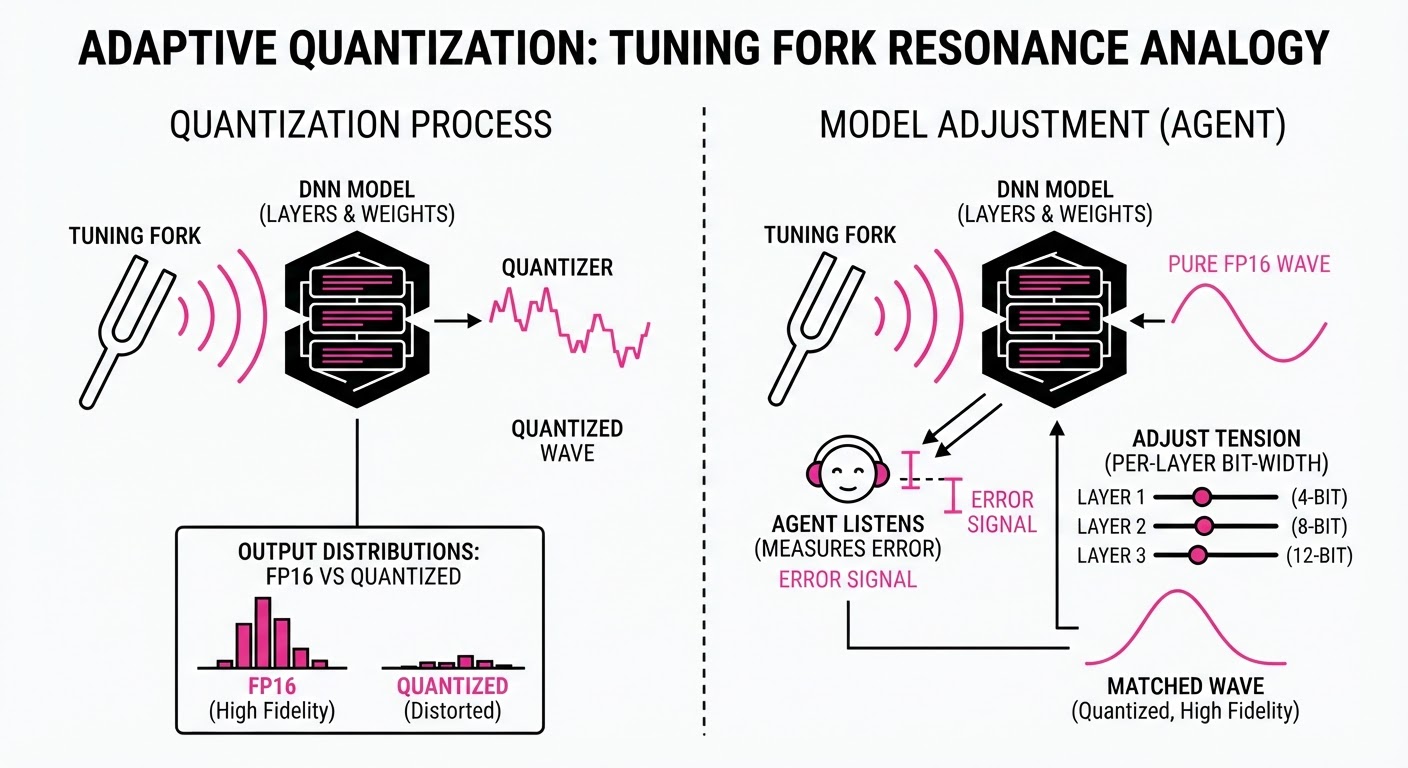 ADAPTIVE QUANTIZATION: TUNING FORK RESONANCE ANALOGY
QUANTIZATION PROCESS
DNN MODEL
(LAYERS & WEIGHTS)
TUNING FORK
QUANTIZER
QUANTIZED
WAVE
OUTPUT DISTRIBUTIONS:
FP16 VS QUANTIZED
FP16
(High Fidelity)
QUANTIZED
(Distorted)
MODEL ADJUSTMENT (AGENT)
DNN MODEL
(LAYERS & WEIGHTS)
TUNING FORK
PURE FP16 WAVE
AGENT LISTENS
(MEASURES ERROR)
ERROR SIGNAL
ERROR
SIGNAL
ADJUST TENSION
(PER-LAYER BIT-WIDTH)
LAYER 1 (4-BIT)
LAYER 2 (8-BIT)
LAYER 3 (12-BIT)
MATCHED WAVE
(Quantized, High Fidelity)